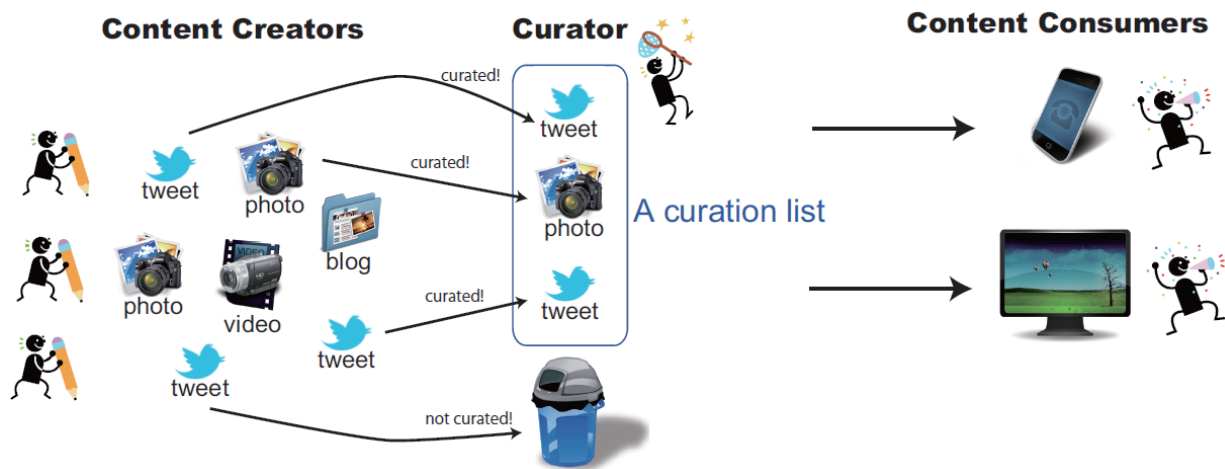 Content Creators
Curator
Content Consumers
curated!
tweet
curated!
tweet
photo
photo
A curation list
blog
photo
VIDEO
video
curated!
tweet
tweet
tweet
not curated!